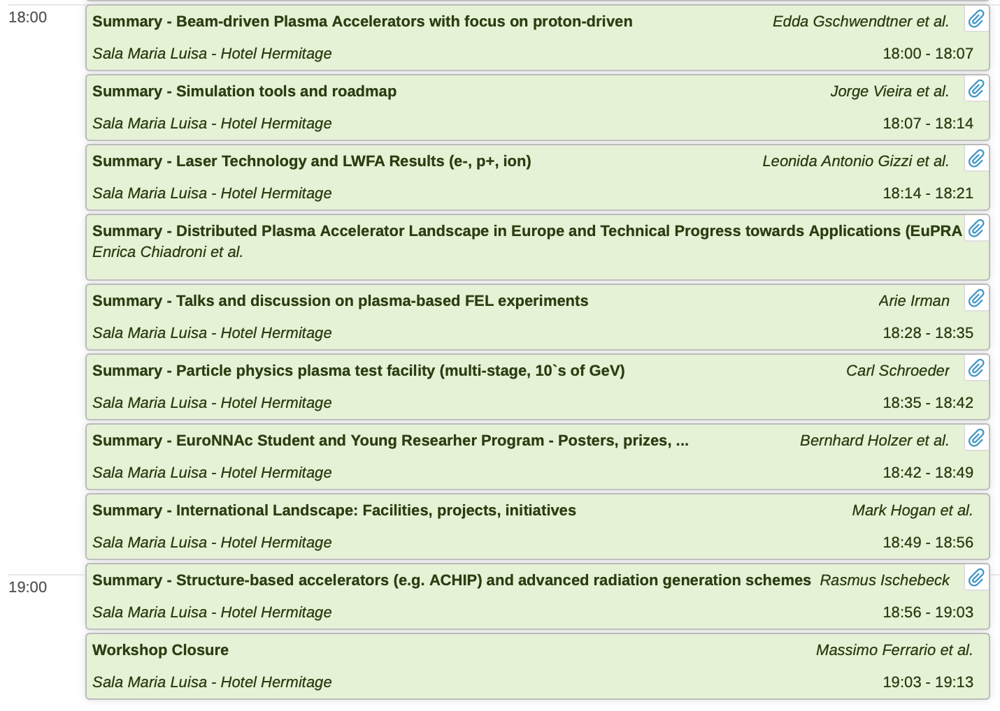 18:00
Summary - Beam-driven Plasma Accelerators with focus on proton-driven Edda Gschwendtner et al.
Sala Maria Luisa - Hotel Hermitage 18:00 - 18:07
Summary - Simulation tools and roadmap Jorge Vieira et al.
Sala Maria Luisa - Hotel Hermitage 18:07 - 18:14
Summary - Laser Technology and LWFA Results (e-, p+, ion) Leonida Antonio Gizzi et al.
Sala Maria Luisa - Hotel Hermitage 18:14 - 18:21
Summary - Distributed Plasma Accelerator Landscape in Europe and Technical Progress towards Applications (EuPRA
Enrica Chiadroni et al.
Summary - Talks and discussion on plasma-based FEL experiments Arie Irman
Sala Maria Luisa - Hotel Hermitage 18:28 - 18:35
Summary - Particle physics plasma test facility (multi-stage, 10`s of GeV) Carl Schroeder
Sala Maria Luisa - Hotel Hermitage 18:35 - 18:42
Summary - EuroNNAc Student and Young Researher Program - Posters, prizes, ... Bernhard Holzer et al.
Sala Maria Luisa - Hotel Hermitage 18:42 - 18:49
Summary - International Landscape: Facilities, projects, initiatives Mark Hogan et al.
Sala Maria Luisa - Hotel Hermitage 18:49 - 18:56
19:00
Summary - Structure-based accelerators (e.g. ACHIP) and advanced radiation generation schemes Rasmus Ischebeck
Sala Maria Luisa - Hotel Hermitage 18:56 - 19:03
Workshop Closure Massimo Ferrario et al.
Sala Maria Luisa - Hotel Hermitage 19:03 - 19:13